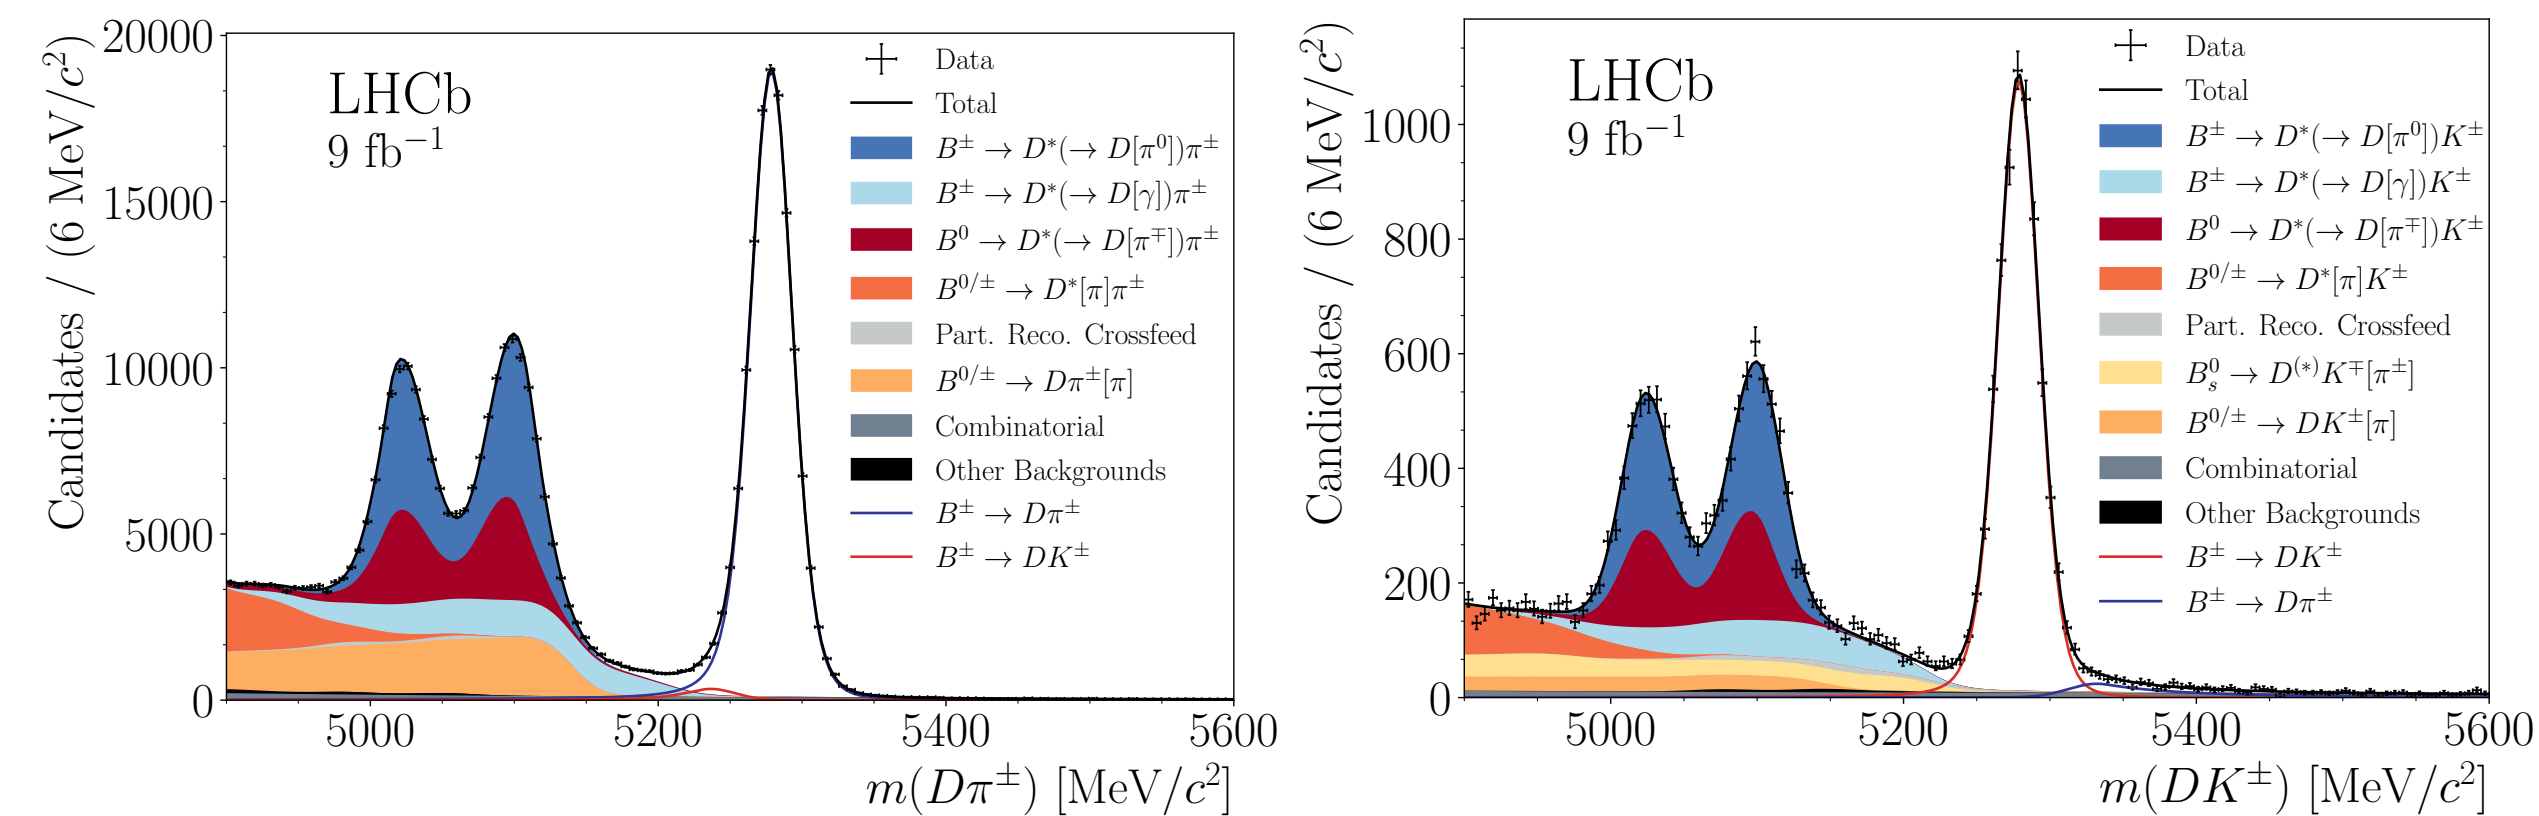 Candidates / (6 MeV/c²)
20000
15000
10000
5000
0
LHCb
9 fb⁻¹
Data
Total
B± → D*(→ D[π⁰])π±
B± → D*(→ D[γ])π±
B⁰ → D*(→ D[π∓])π±
B⁰/± → D*[π]π±
Part. Reco. Crossfeed
B⁰/± → Dπ±[π]
Combinatorial
Other Backgrounds
B± → Dπ±
B± → DK±
5000 5200 5400 5600
m(Dπ±) [MeV/c²]
Candidates / (6 MeV/c²)
1000
800
600
400
200
0
LHCb
9 fb⁻¹
Data
Total
B± → D*(→ D[π⁰])K±
B± → D*(→ D[γ])K±
B⁰ → D*(→ D[π∓])K±
B⁰/± → D*[π]K±
Part. Reco. Crossfeed
B⁰ₛ → D⁽*⁾K∓[π±]
B⁰/± → DK±[π]
Combinatorial
Other Backgrounds
B± → DK±
B± → Dπ±
5000 5200 5400 5600
m(DK±) [MeV/c²]